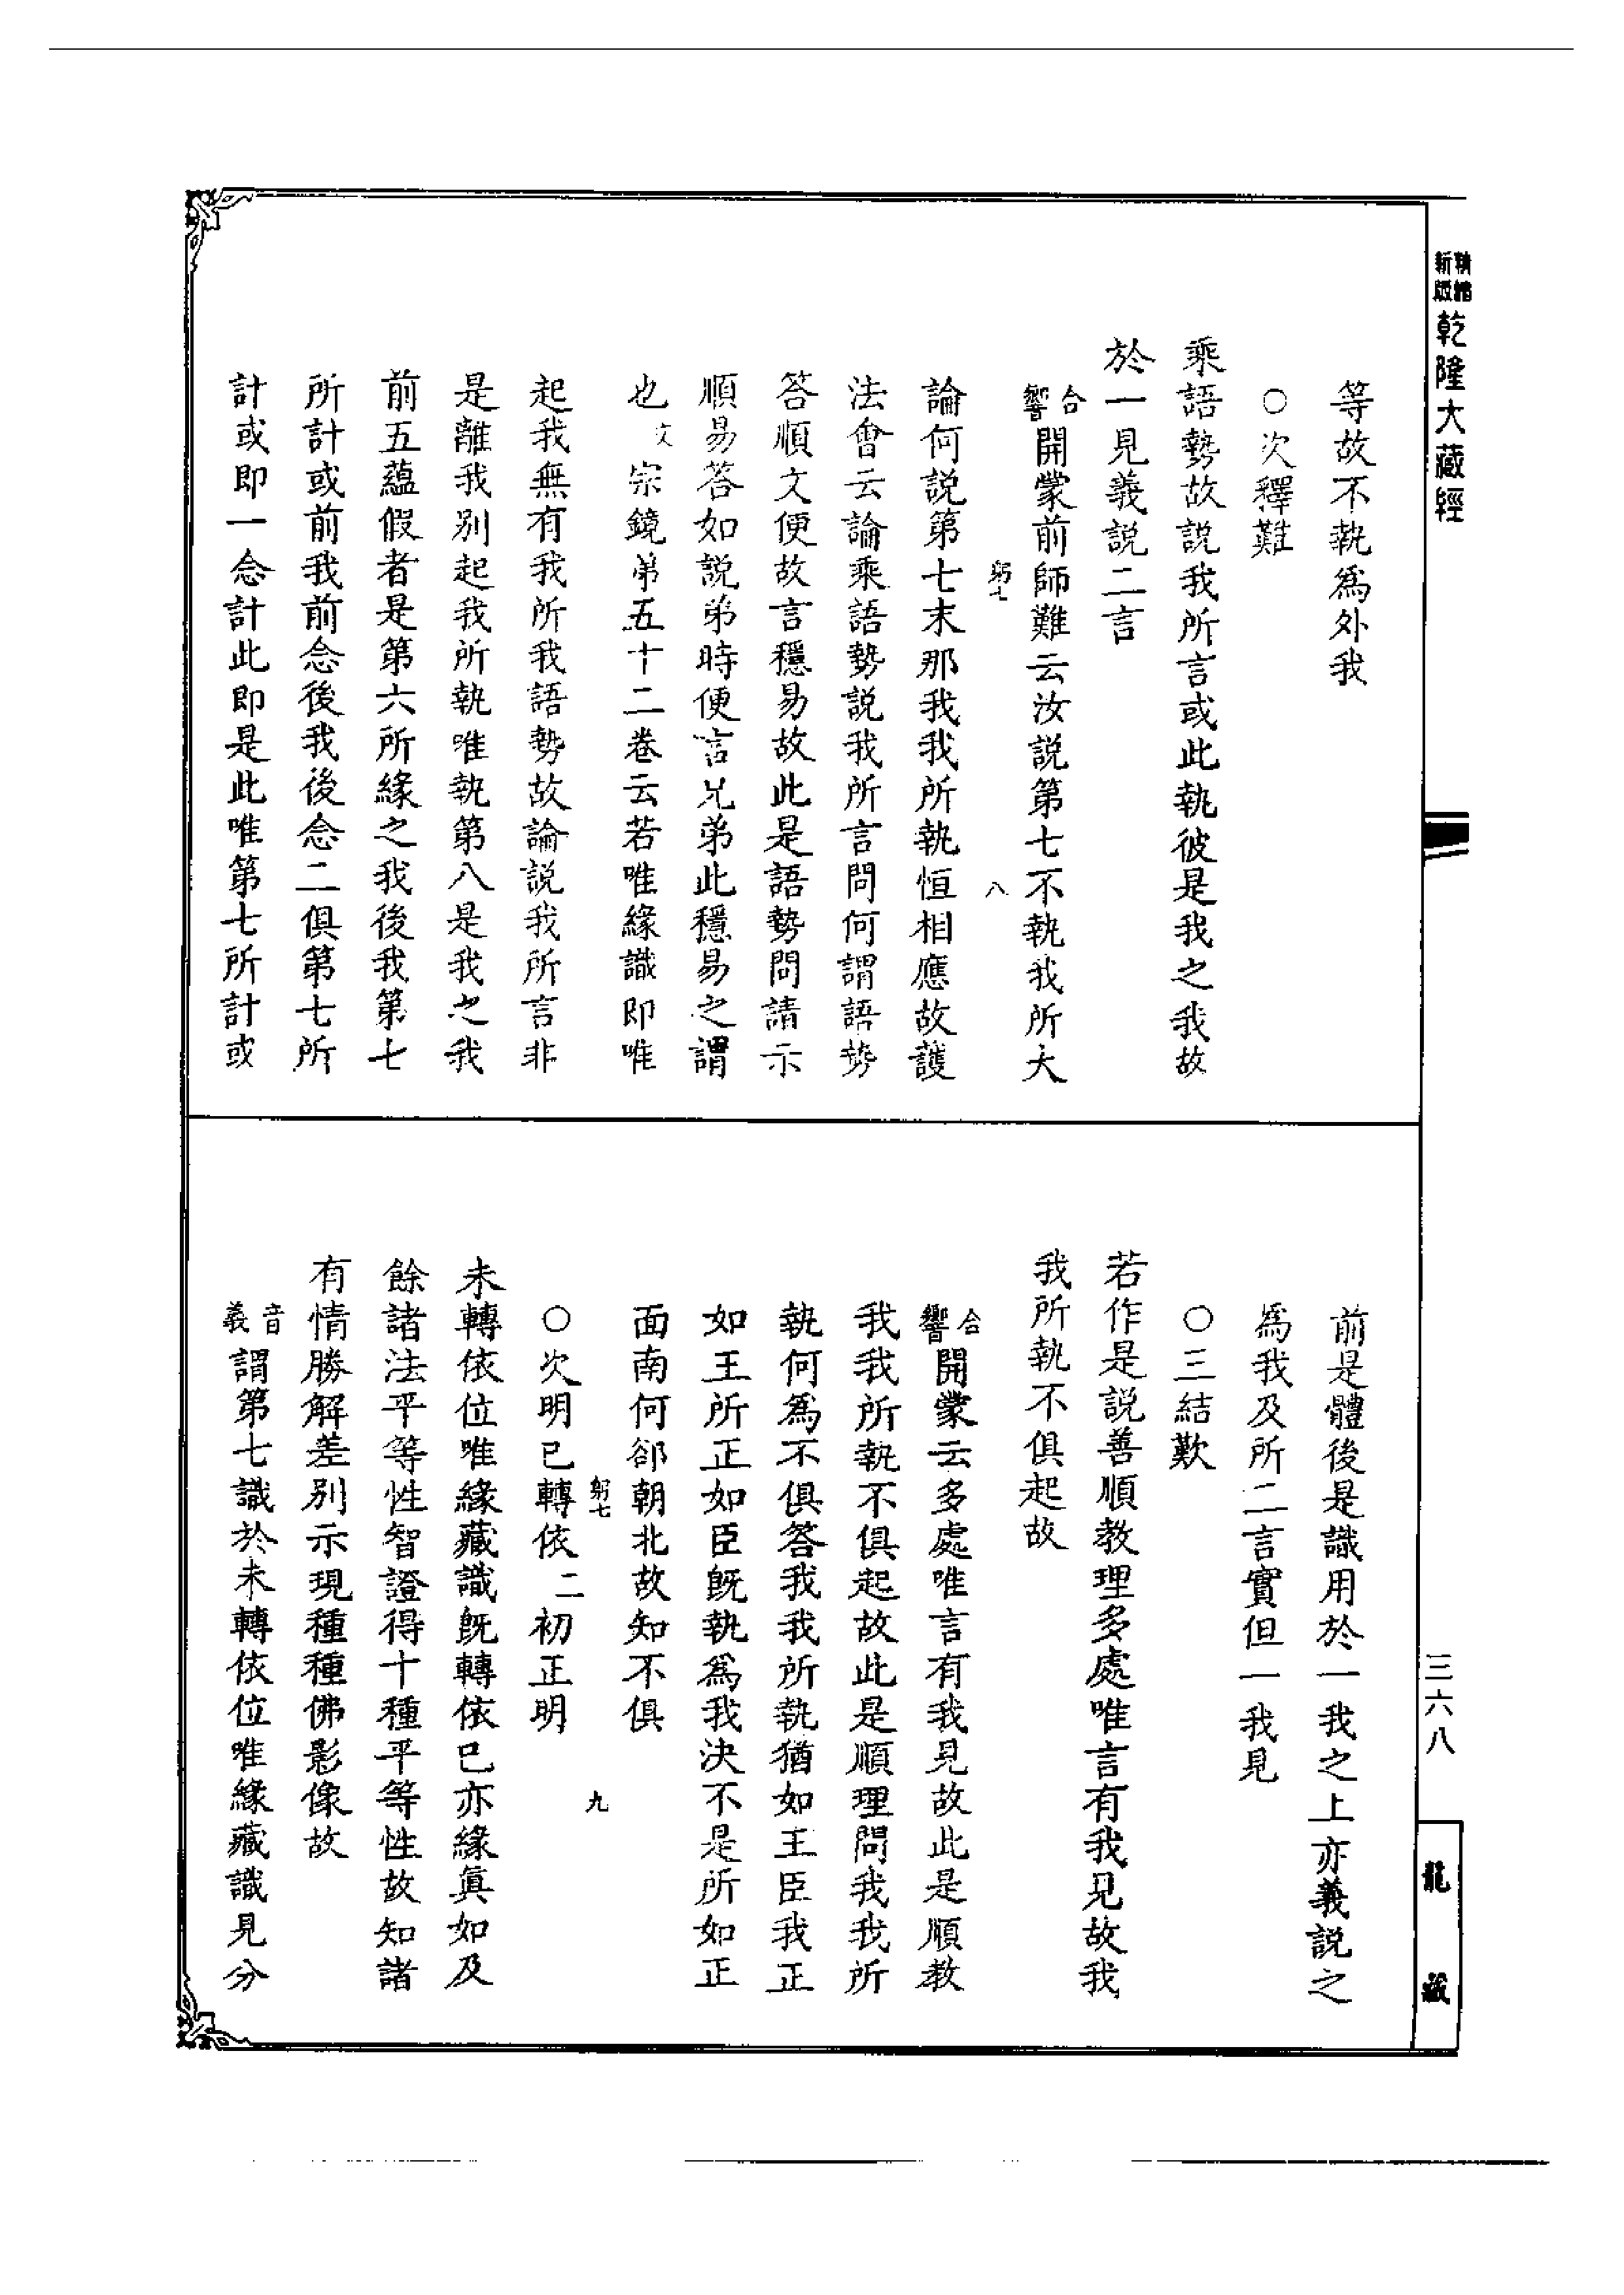 精縮新版乾隆大藏經
等故不執爲外我
○次釋難
乘語勢故説我所言或此執彼是我之我故
於一見義説二言
合響開蒙前師難云汝説第七不執我所大
躬七 八
論何説第七末那我我所執恒相應故護
法會云論乘語勢説我所言問何謂語勢
答順文便故言穩易故此是語勢問請示
順易答如説弟時便言兄弟此穩易之謂
也文宗鏡第五十二卷云若唯緣識即唯
起我無有我所我語勢故論説我所言非
是離我别起我所執唯執第八是我之我
前五蘊假者是第六所緣之我後我第七
所計或前我前念後我後念二俱第七所
計或即一念計此即是此唯第七所計或
前是體後是識用於一我之上亦義説之
爲我及所二言實但一我見
○三結歎
若作是説善順教理多處唯言有我見故我
我所執不俱起故
合響開蒙云多處唯言有我見故此是順教
我我所執不俱起故此是順理問我我所
執何爲不俱答我我所執猶如王臣我正
如王所正如臣旣執爲我決不是所如正
面南何郤朝北故知不俱
躬七 九
○次明已轉依二初正明
未轉依位唯緣藏識旣轉依已亦緣眞如及
餘諸法平等性智證得十種平等性故知諸
有情勝解差別示現種種佛影像故
音義謂第七識於未轉依位唯緣藏識見分
三六八
龍藏